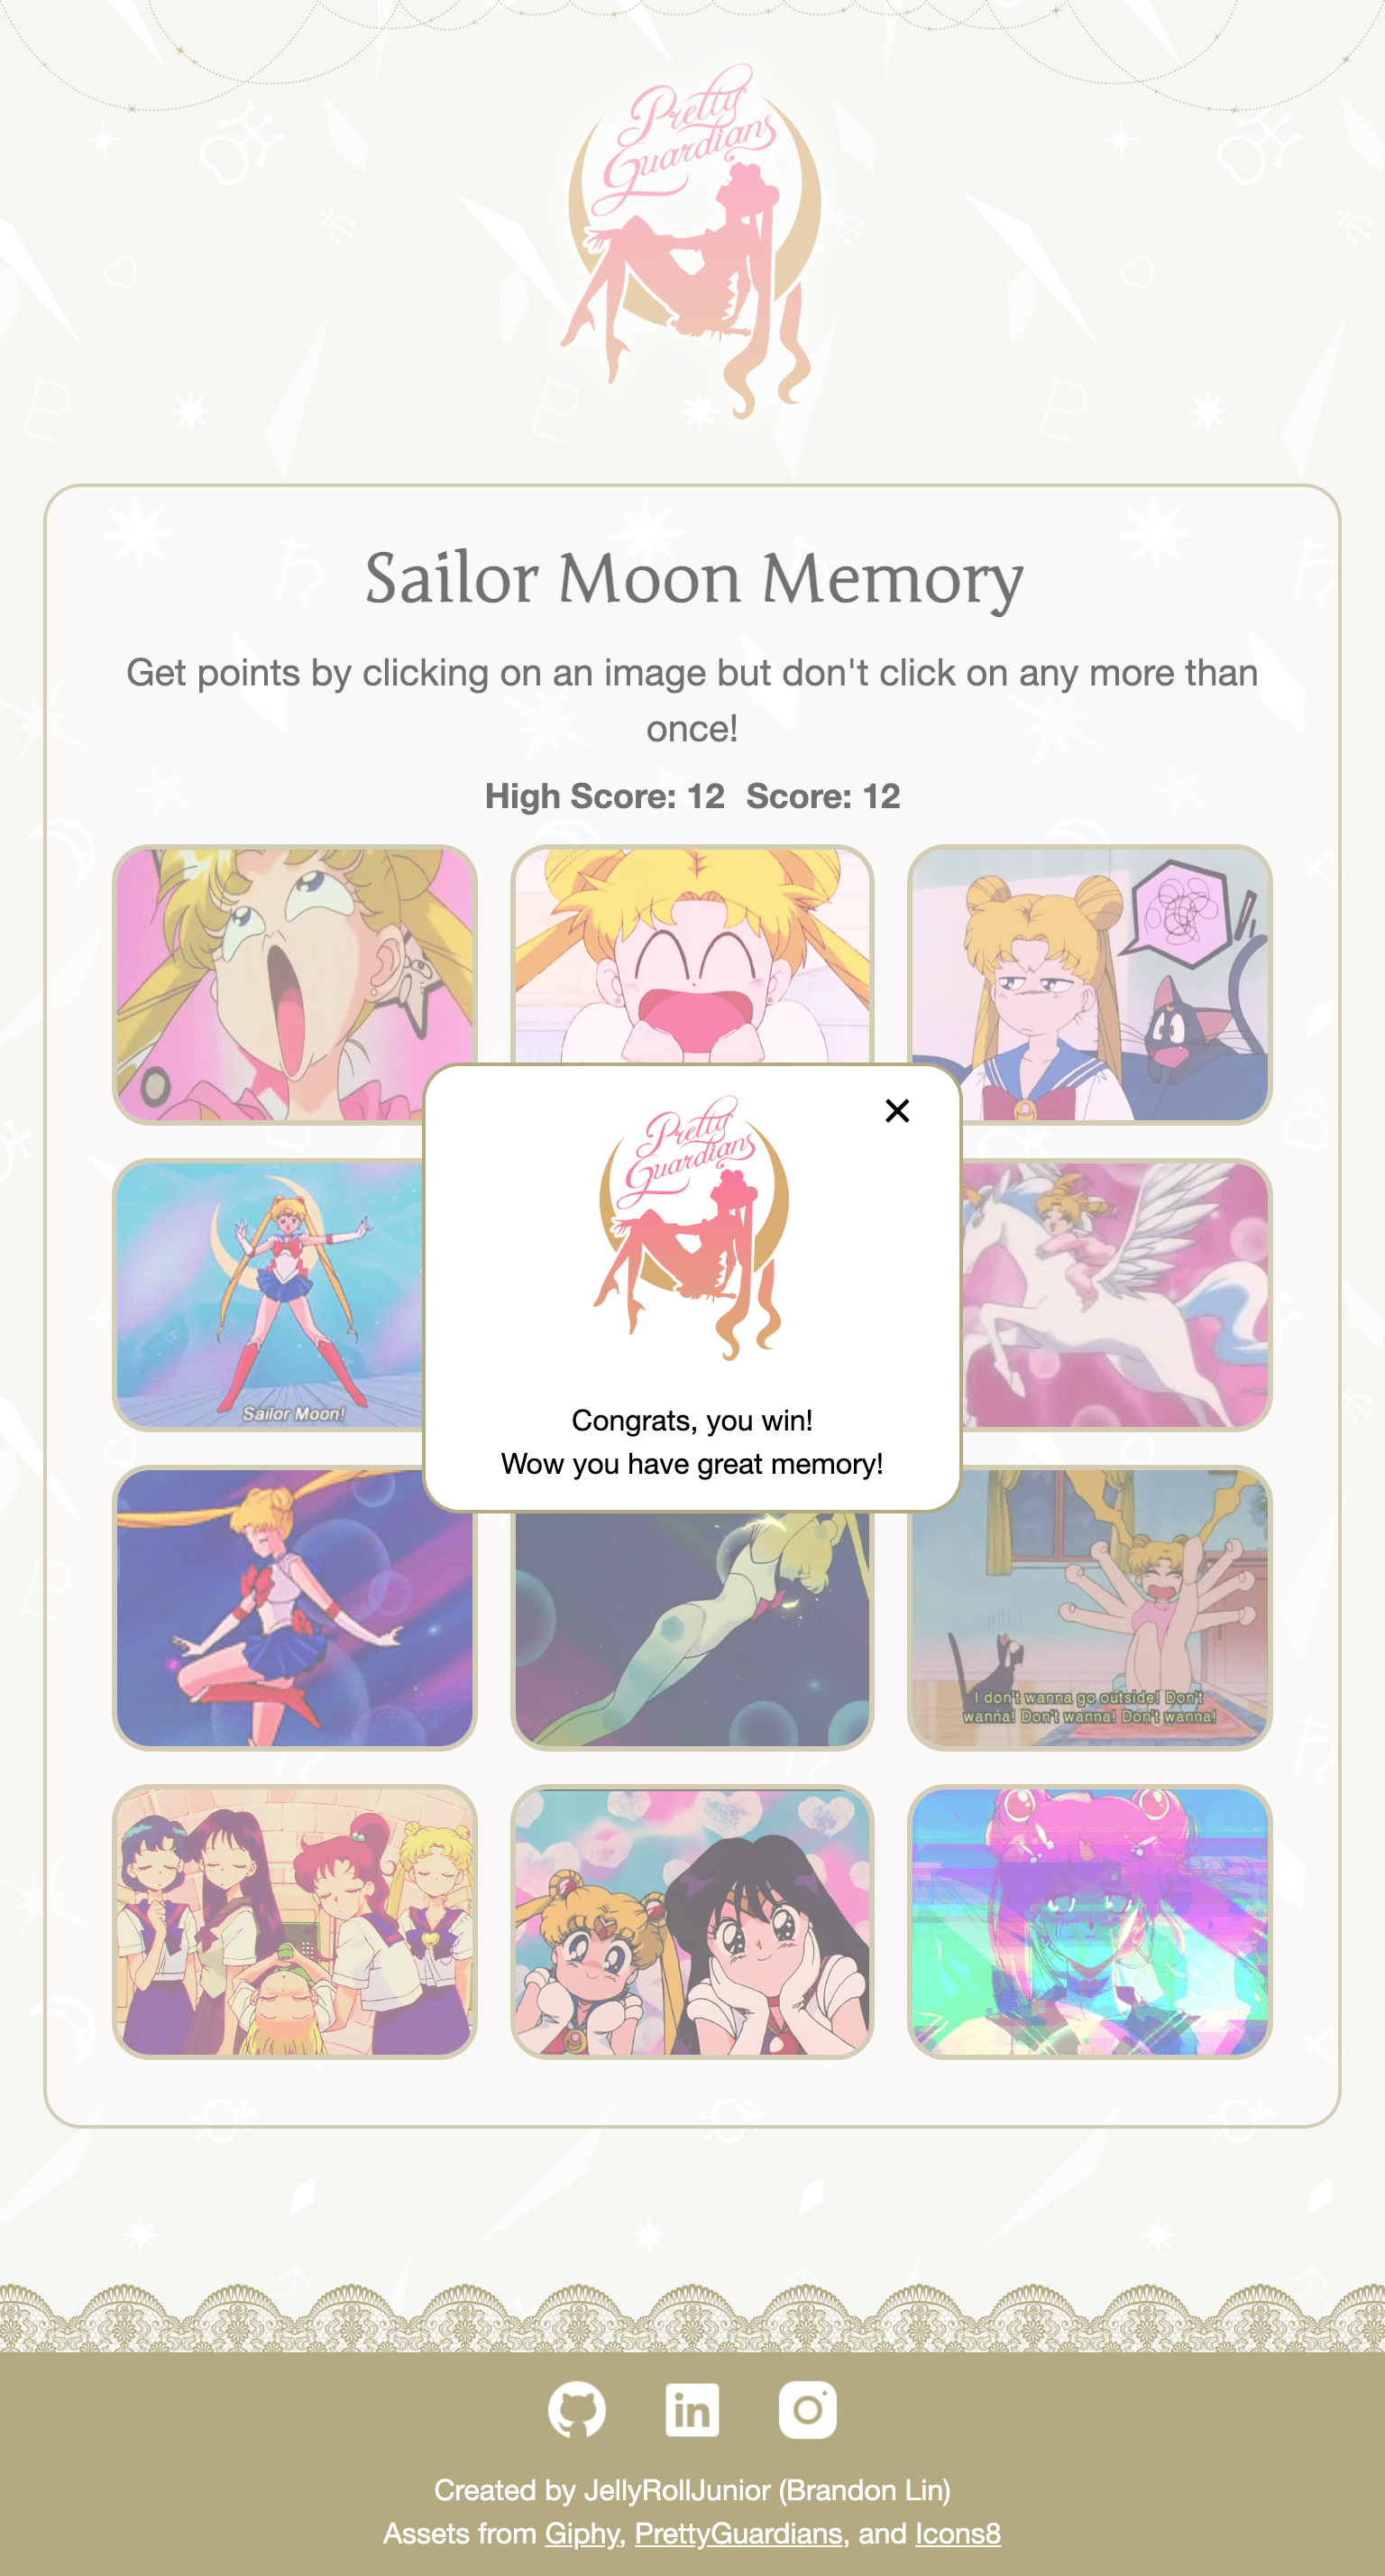 Pretty
Guardians
Sailor Moon Memory
Get points by clicking on an image but don't click on any more than
once!
High Score: 12 Score: 12
Pretty
Guardians
Sailor Moon!
Congrats, you win!
Wow you have great memory!
I don't wanna go outside! Don't
wanna! Don't wanna! Don't wanna!
in
Created by JellyRollJunior (Brandon Lin)
Assets from Giphy, PrettyGuardians, and Icons8